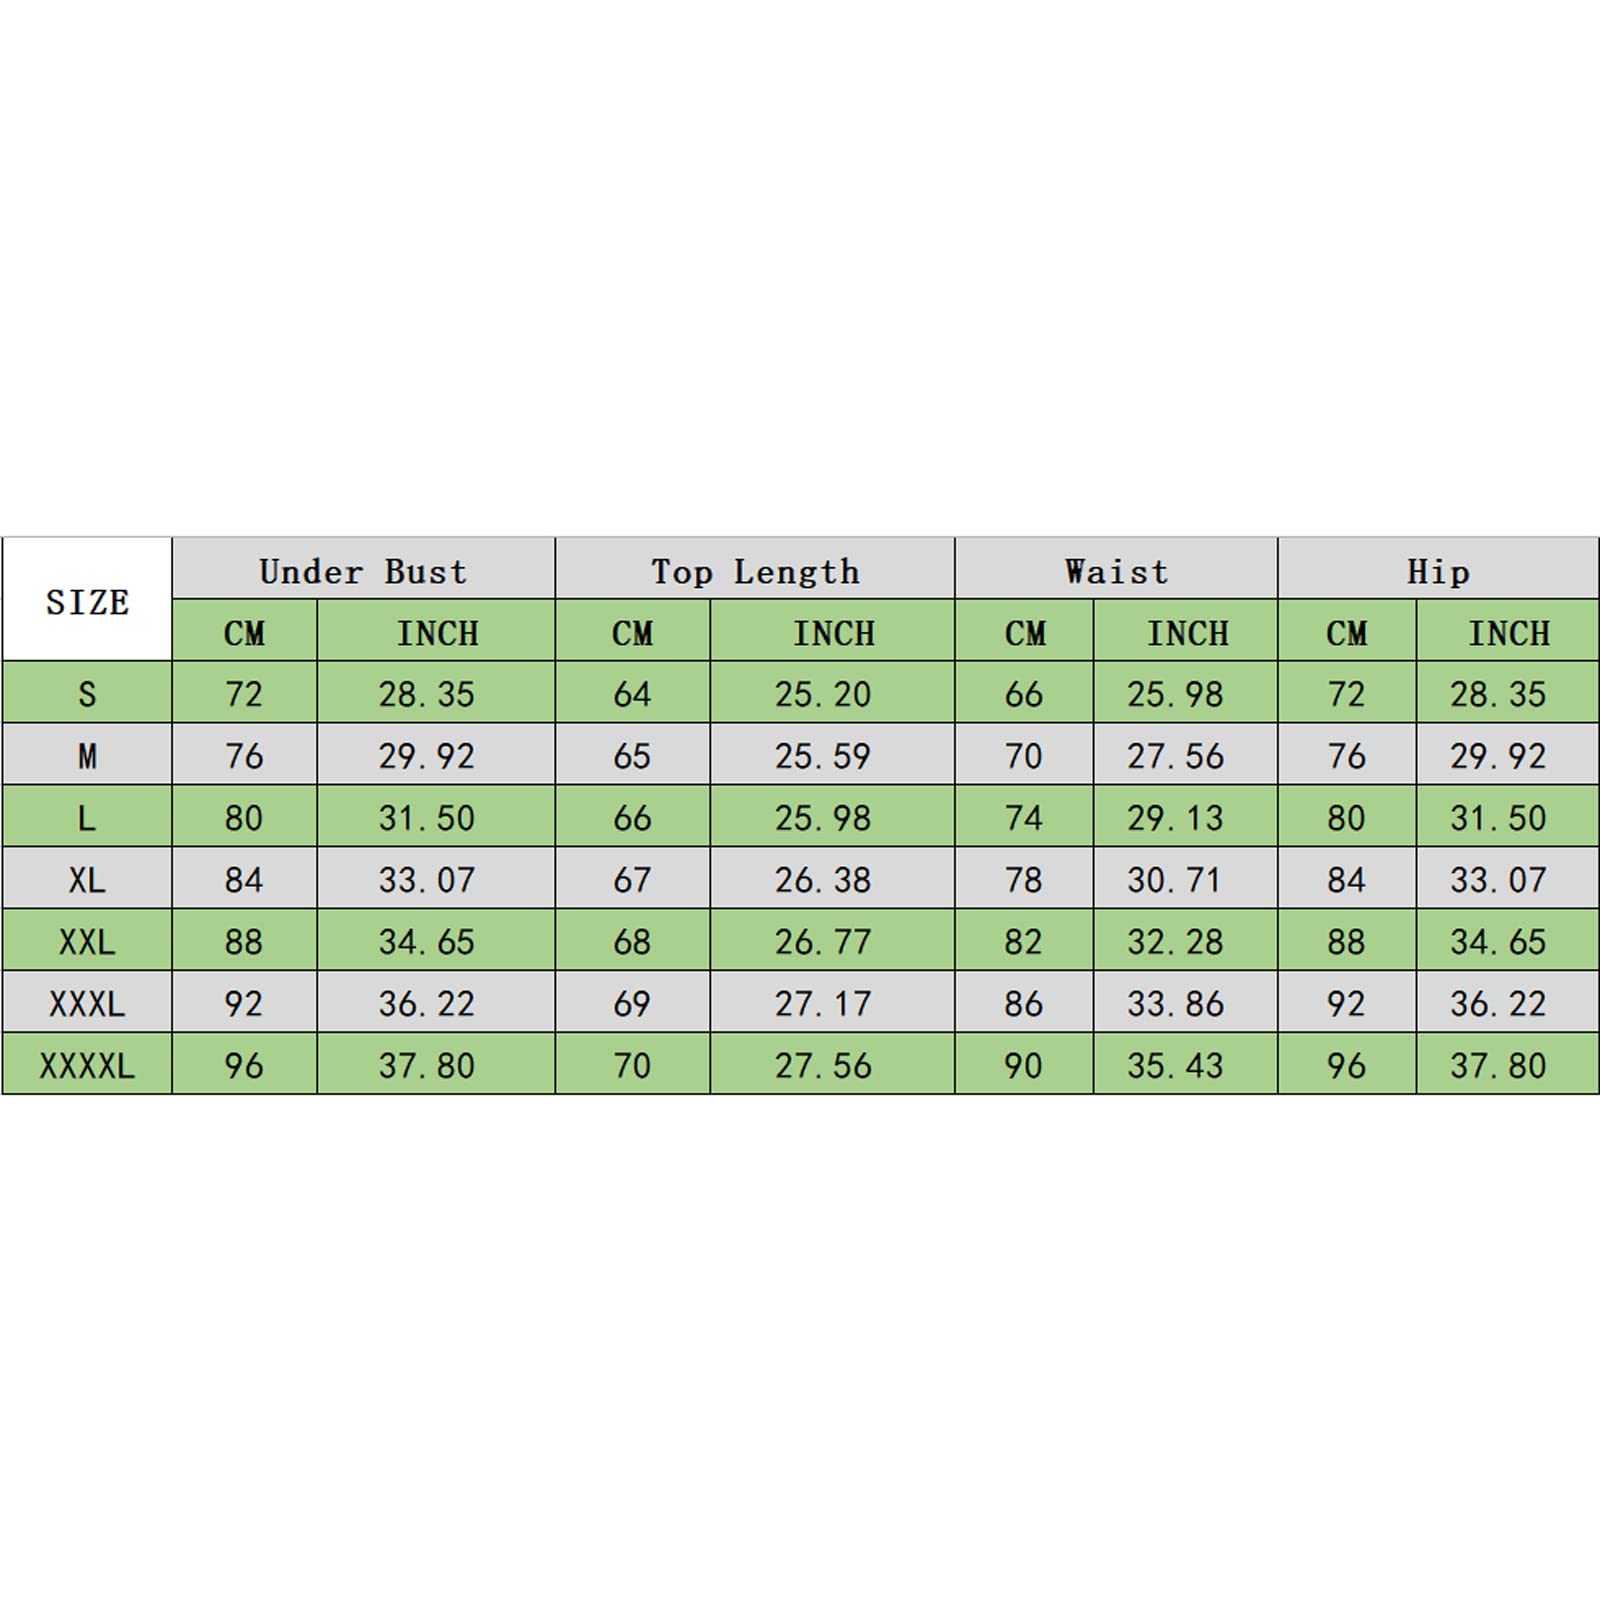 SIZE Under Bust Top Length Waist Hip
CM INCH CM INCH CM INCH CM INCH
S 72 28.35 64 25.20 66 25.98 72 28.35
M 76 29.92 65 25.59 70 27.56 76 29.92
L 80 31.50 66 25.98 74 29.13 80 31.50
XL 84 33.07 67 26.38 78 30.71 84 33.07
XXL 88 34.65 68 26.77 82 32.28 88 34.65
XXXL 92 36.22 69 27.17 86 33.86 92 36.22
XXXXL 96 37.80 70 27.56 90 35.43 96 37.80